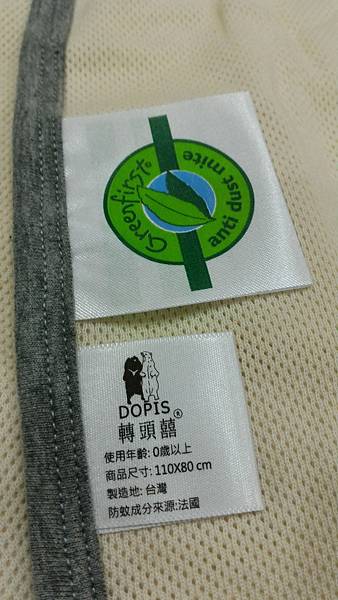 Greenfirst®
anti dust mite
DOPIS®
轉頭囍
使用年齡: 0歲以上
商品尺寸: 110X80 cm
製造地: 台灣
防蚊成分來源:法國